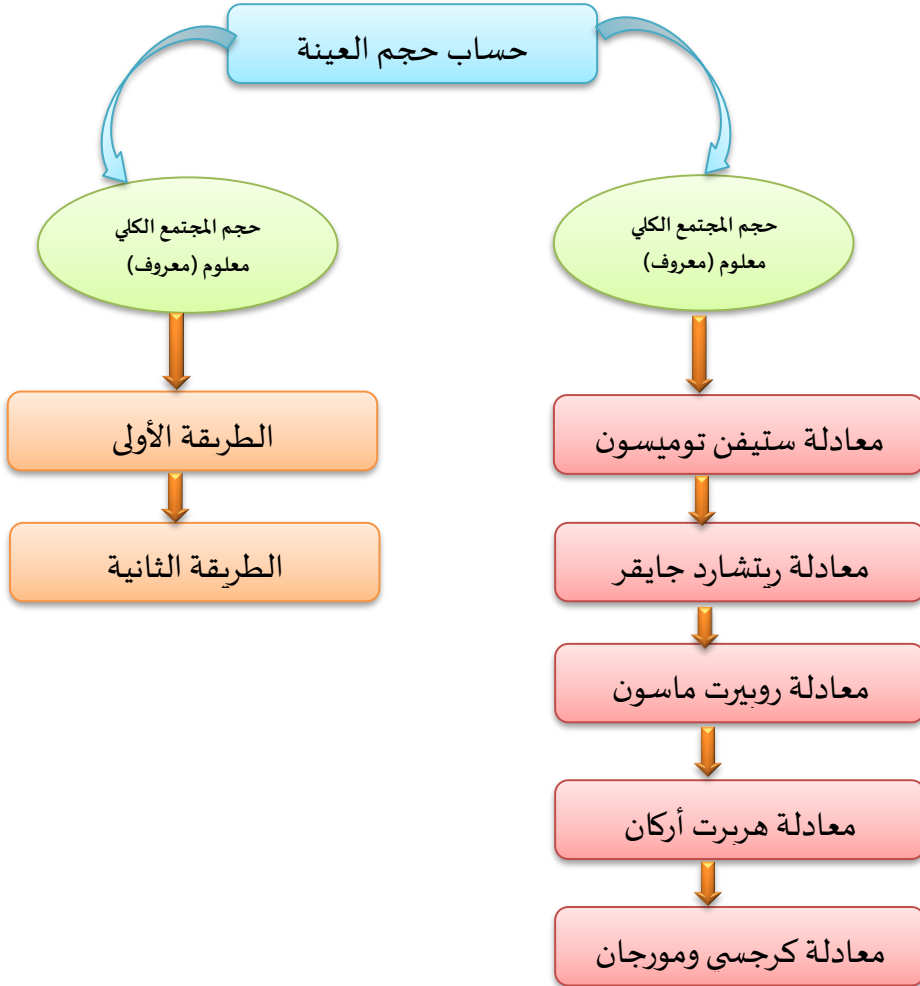 حساب حجم العينة
حجم المجتمع الكلي
معلوم (معروف)
معادلة ستيفن توميسون
معادلة ريتشارد جايقر
معادلة روبيرت ماسون
معادلة هربرت أركان
معادلة كرجسي ومورجان
حجم المجتمع الكلي
معلوم (معروف)
الطريقة الأولى
الطريقة الثانية